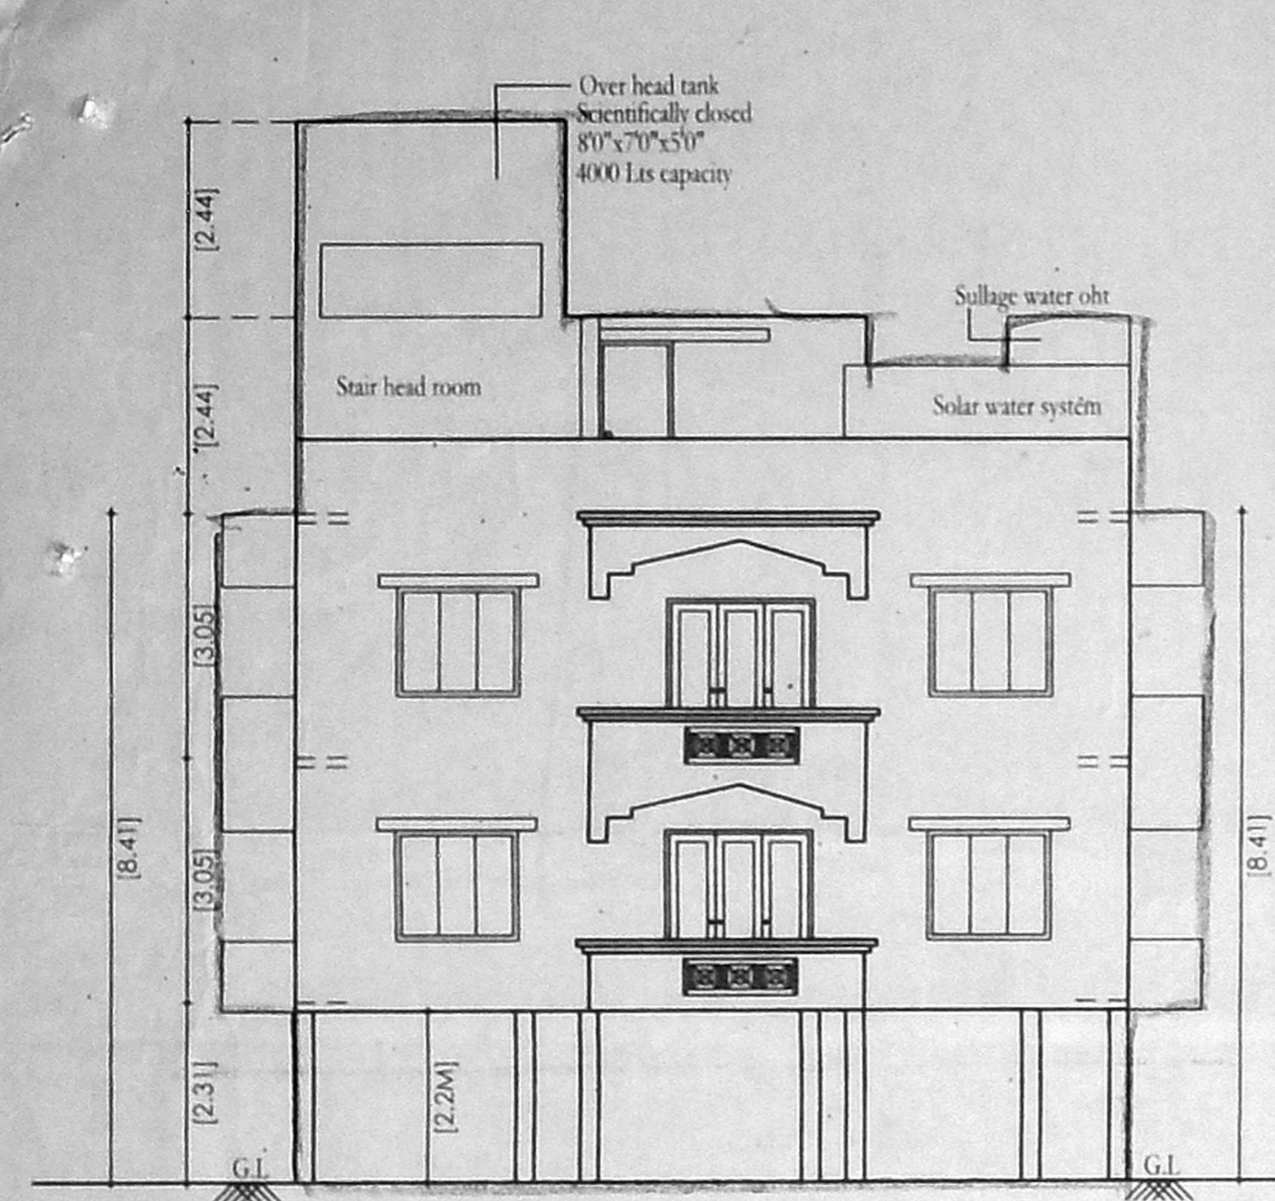 Over head tank
Scientifically closed
8'0"x7'0"x5'0"
4000 Lts capacity
[2.44]
Sullage water oht
Stair head room
[2.44]
Solar water system
[3.05]
[8.41]
[3.05]
[8.41]
[2.31]
[2.2M]
G.L
G.L